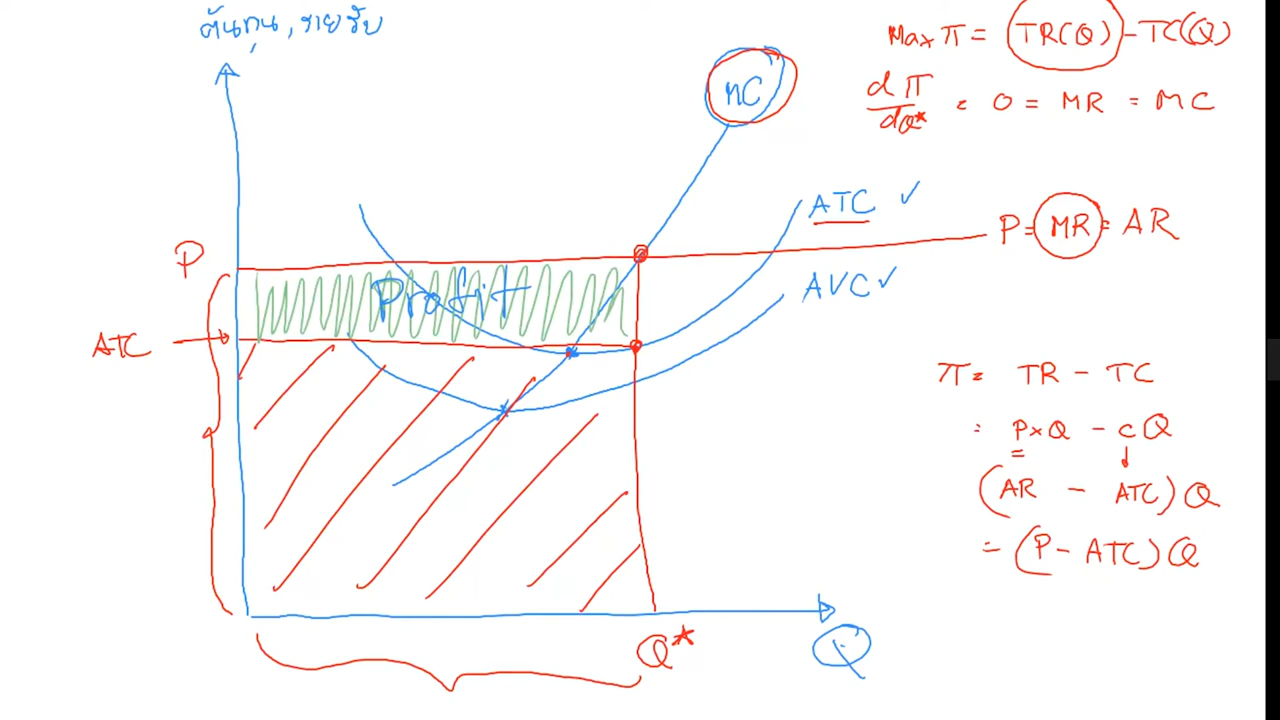 ต้นทุน, รายรับ
Max π = TR(Q) - TC(Q)
dπ/dQ* = 0 = MR = MC
MC
ATC ✓
P = MR = AR
P
Profit
AVC ✓
ATC
π = TR - TC
= P×Q - cQ
(AR - ATC)Q
= (P - ATC)Q
Q*
Q